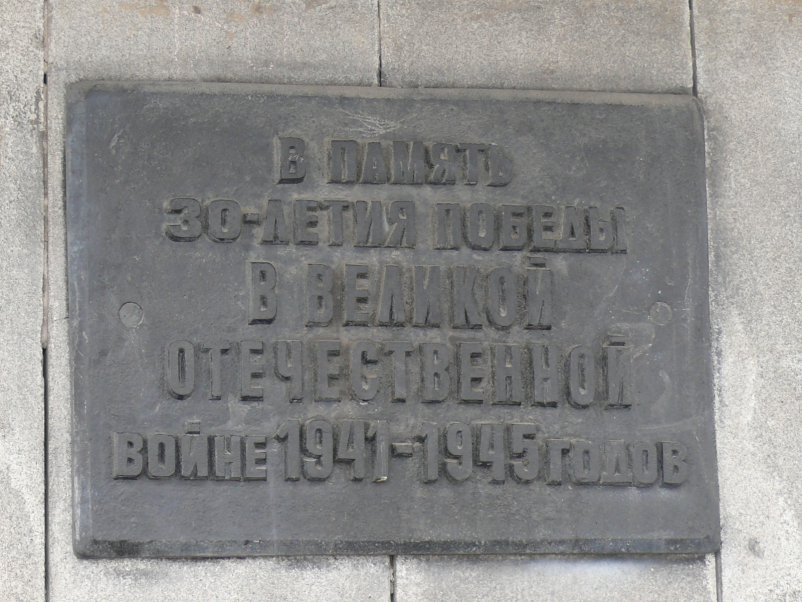 В ПАМЯТЬ
30-ЛЕТИЯ ПОБЕДЫ
В ВЕЛИКОЙ
ОТЕЧЕСТВЕННОЙ
ВОЙНЕ 1941-1945 ГОДОВ